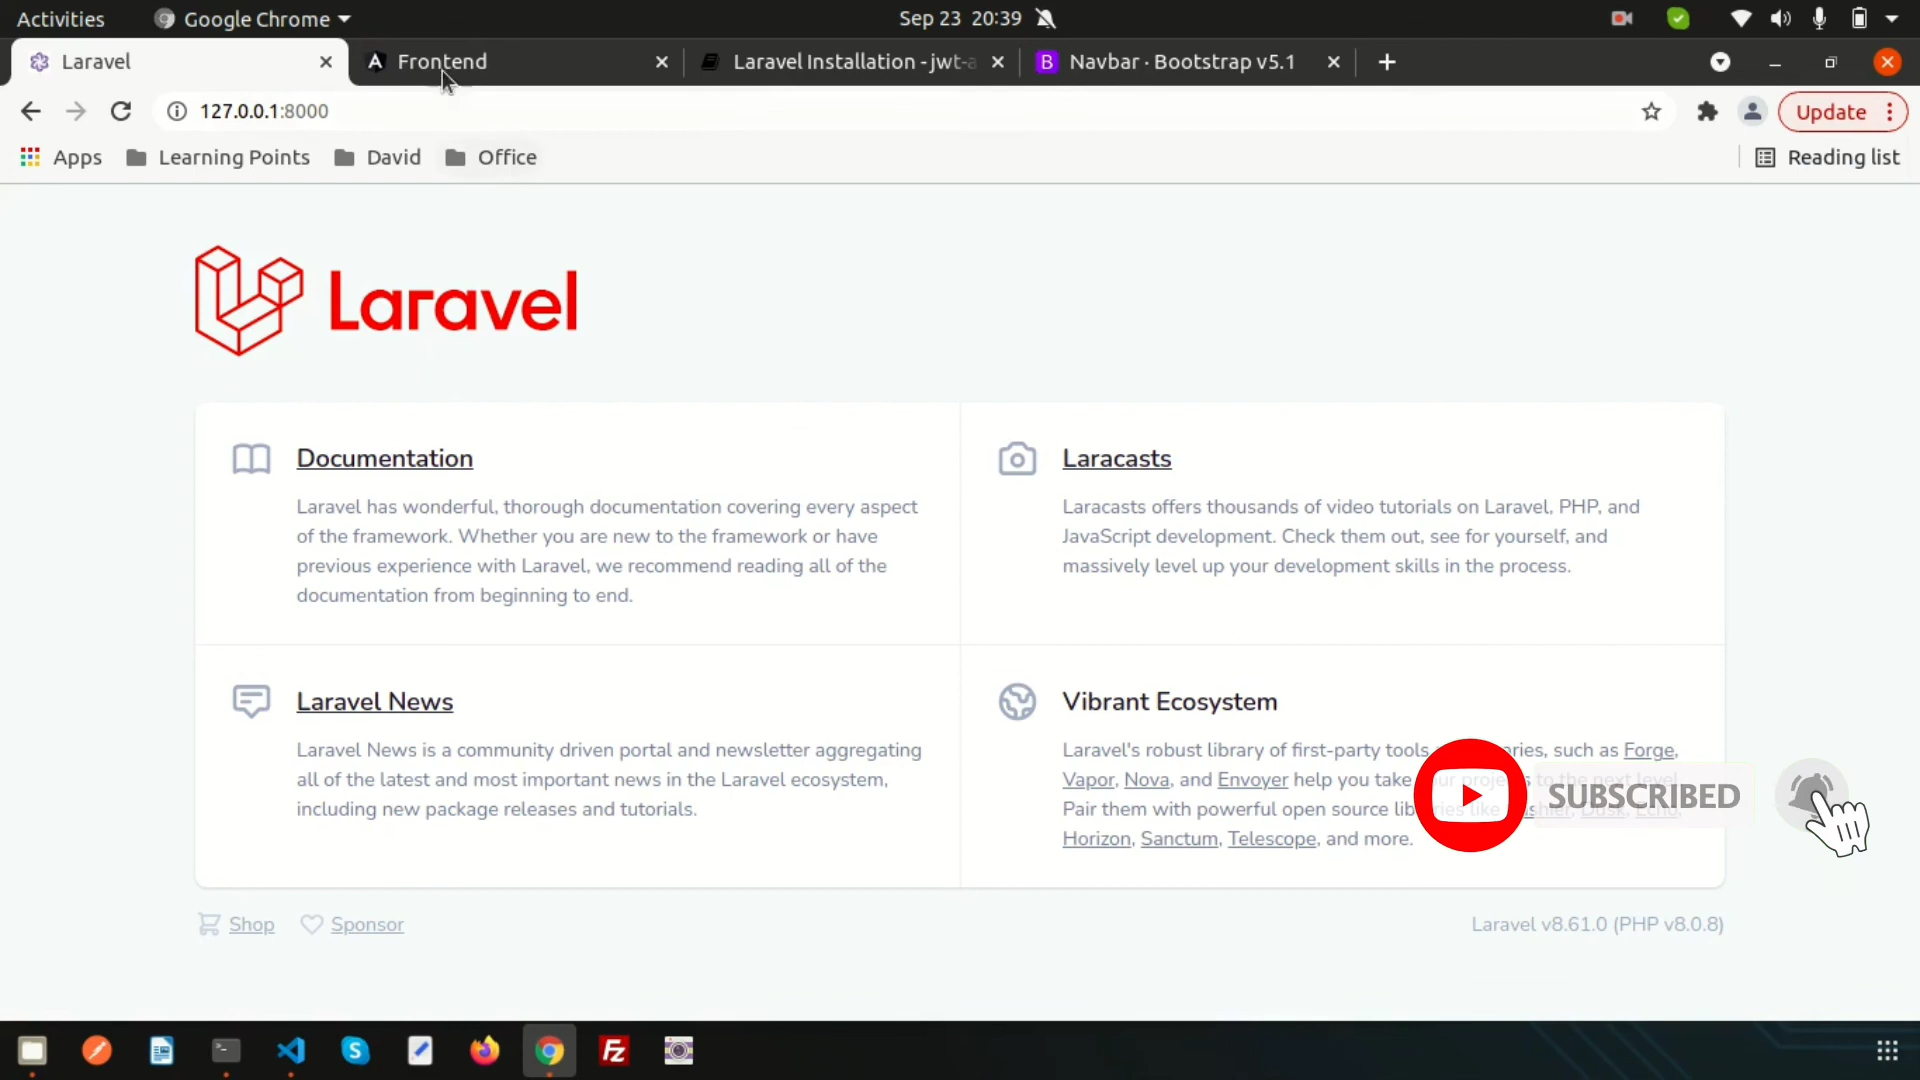 Activities
Google Chrome
Sep 23 20:39
Laravel
Frontend
Laravel Installation - jwt-a
Navbar · Bootstrap v5.1
127.0.0.1:8000
Update
Apps
Learning Points
David
Office
Reading list
Laravel
Documentation
Laravel has wonderful, thorough documentation covering every aspect
of the framework. Whether you are new to the framework or have
previous experience with Laravel, we recommend reading all of the
documentation from beginning to end.
Laracasts
Laracasts offers thousands of video tutorials on Laravel, PHP, and
JavaScript development. Check them out, see for yourself, and
massively level up your development skills in the process.
Laravel News
Laravel News is a community driven portal and newsletter aggregating
all of the latest and most important news in the Laravel ecosystem,
including new package releases and tutorials.
Vibrant Ecosystem
Laravel's robust library of first-party tools such as Forge,
Vapor, Nova, and Envoyer help you take to the next level.
Pair them with powerful open source like Dusk, Echo,
Horizon, Sanctum, Telescope, and more.
SUBSCRIBED
Shop
Sponsor
Laravel v8.61.0 (PHP v8.0.8)